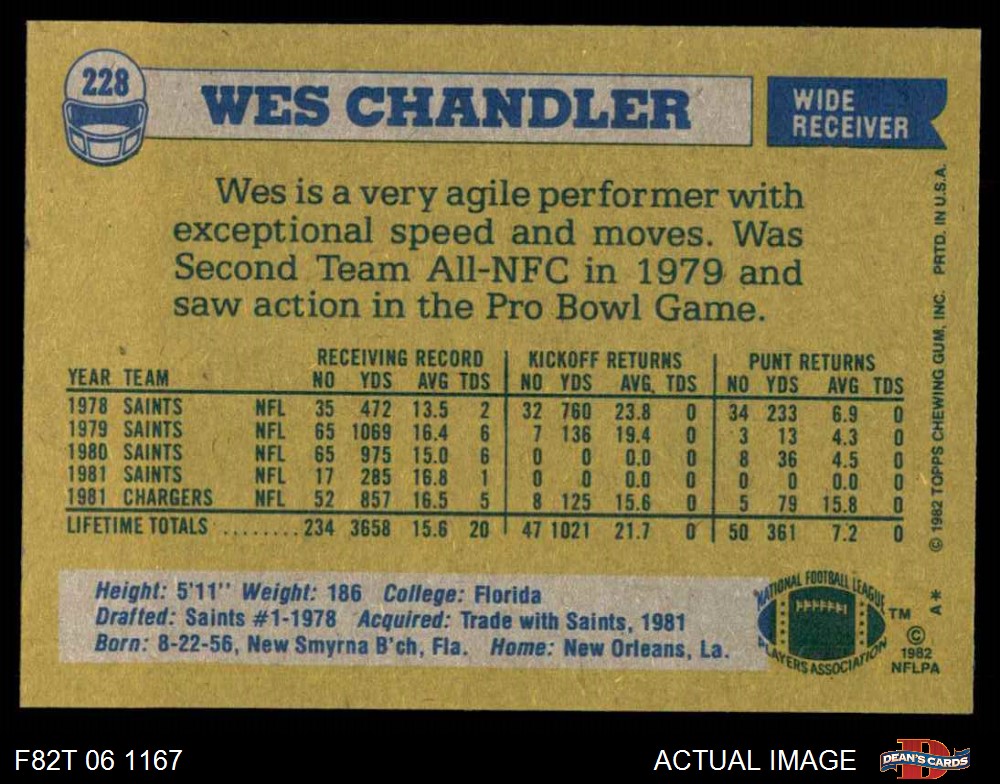 228
WES CHANDLER
WIDE
RECEIVER
Wes is a very agile performer with
exceptional speed and moves. Was
Second Team All-NFC in 1979 and
saw action in the Pro Bowl Game.
RECEIVING RECORD KICKOFF RETURNS PUNT RETURNS
YEAR TEAM NO YDS AVG TDS NO YDS AVG. TDS NO YDS AVG TDS
1978 SAINTS NFL 35 472 13.5 2 32 760 23.8 0 34 233 6.9 0
1979 SAINTS NFL 65 1069 16.4 6 7 136 19.4 0 3 13 4.3 0
1980 SAINTS NFL 65 975 15.0 6 0 0 0.0 0 8 36 4.5 0
1981 SAINTS NFL 17 285 16.8 1 0 0 0.0 0 0 0 0.0 0
1981 CHARGERS NFL 52 857 16.5 5 8 125 15.6 0 5 79 15.8 0
LIFETIME TOTALS ........ 234 3658 15.6 20 47 1021 21.7 0 50 361 7.2 0
Height: 5'11'' Weight: 186 College: Florida
Drafted: Saints #1-1978 Acquired: Trade with Saints, 1981
Born: 8-22-56, New Smyrna B'ch, Fla. Home: New Orleans, La.
NATIONAL FOOTBALL LEAGUE
PLAYERS ASSOCIATION
TM
©
1982
NFLPA
© 1982 TOPPS CHEWING GUM, INC. PRTD. IN U.S.A.
A *
F82T 06 1167
ACTUAL IMAGE
D
DEAN'S CARDS